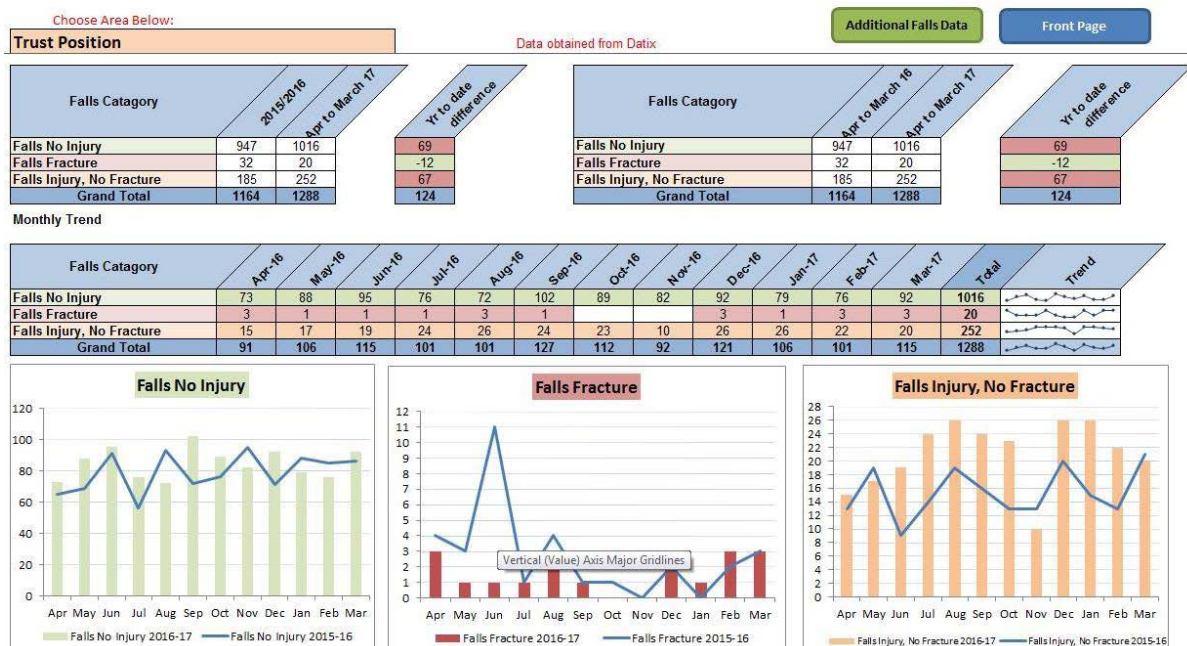 Choose Area Below:
Trust Position
Data obtained from Datix
Additional Falls Data
Front Page
Falls Catagory 2015/2016 Apr to March 17 Yr to date difference
Falls No Injury 947 1016 69
Falls Fracture 32 20 -12
Falls Injury, No Fracture 185 252 67
Grand Total 1164 1288 124
Falls Catagory Apr to March 16 Apr to March 17 Yr to date difference
Falls No Injury 947 1016 69
Falls Fracture 32 20 -12
Falls Injury, No Fracture 185 252 67
Grand Total 1164 1288 124
Monthly Trend
Falls Catagory Apr-16 May-16 Jun-16 Jul-16 Aug-16 Sep-16 Oct-16 Nov-16 Dec-16 Jan-17 Feb-17 Mar-17 Total Trend
Falls No Injury 73 88 95 76 72 102 89 82 92 79 76 92 1016
Falls Fracture 3 1 1 1 3 1 3 1 3 3 20
Falls Injury, No Fracture 15 17 19 24 26 24 23 10 26 26 22 20 252
Grand Total 91 106 115 101 101 127 112 92 121 106 101 115 1288
Falls No Injury
120
100
80
60
40
20
0
Apr May Jun Jul Aug Sep Oct Nov Dec Jan Feb Mar
Falls No Injury 2016-17 Falls No Injury 2015-16
Falls Fracture
12
11
10
9
8
7
6
5
4
3
2
1
0
Vertical (Value) Axis Major Gridlines
Apr May Jun Jul Aug Sep Oct Nov Dec Jan Feb Mar
Falls Fracture 2016-17 Falls Fracture 2015-16
Falls Injury, No Fracture
28
26
24
22
20
18
16
14
12
10
8
6
4
2
0
Apr May Jun Jul Aug Sep Oct Nov Dec Jan Feb Mar
Falls Injury, No Fracture 2016-17 Falls Injury, No Fracture 2015-16